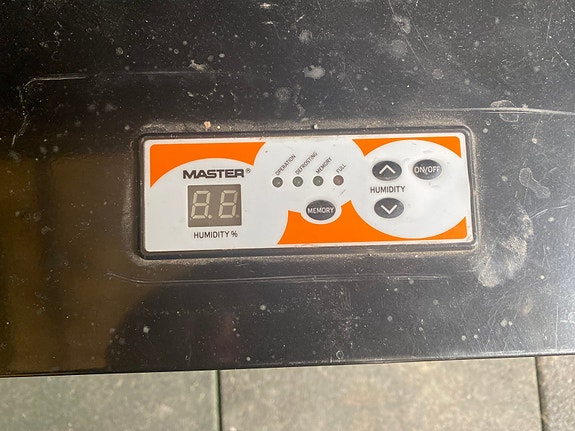 MASTER®
HUMIDITY %
OPERATION
DEFROSTING
MEMORY
FULL
MEMORY
HUMIDITY
ON/OFF